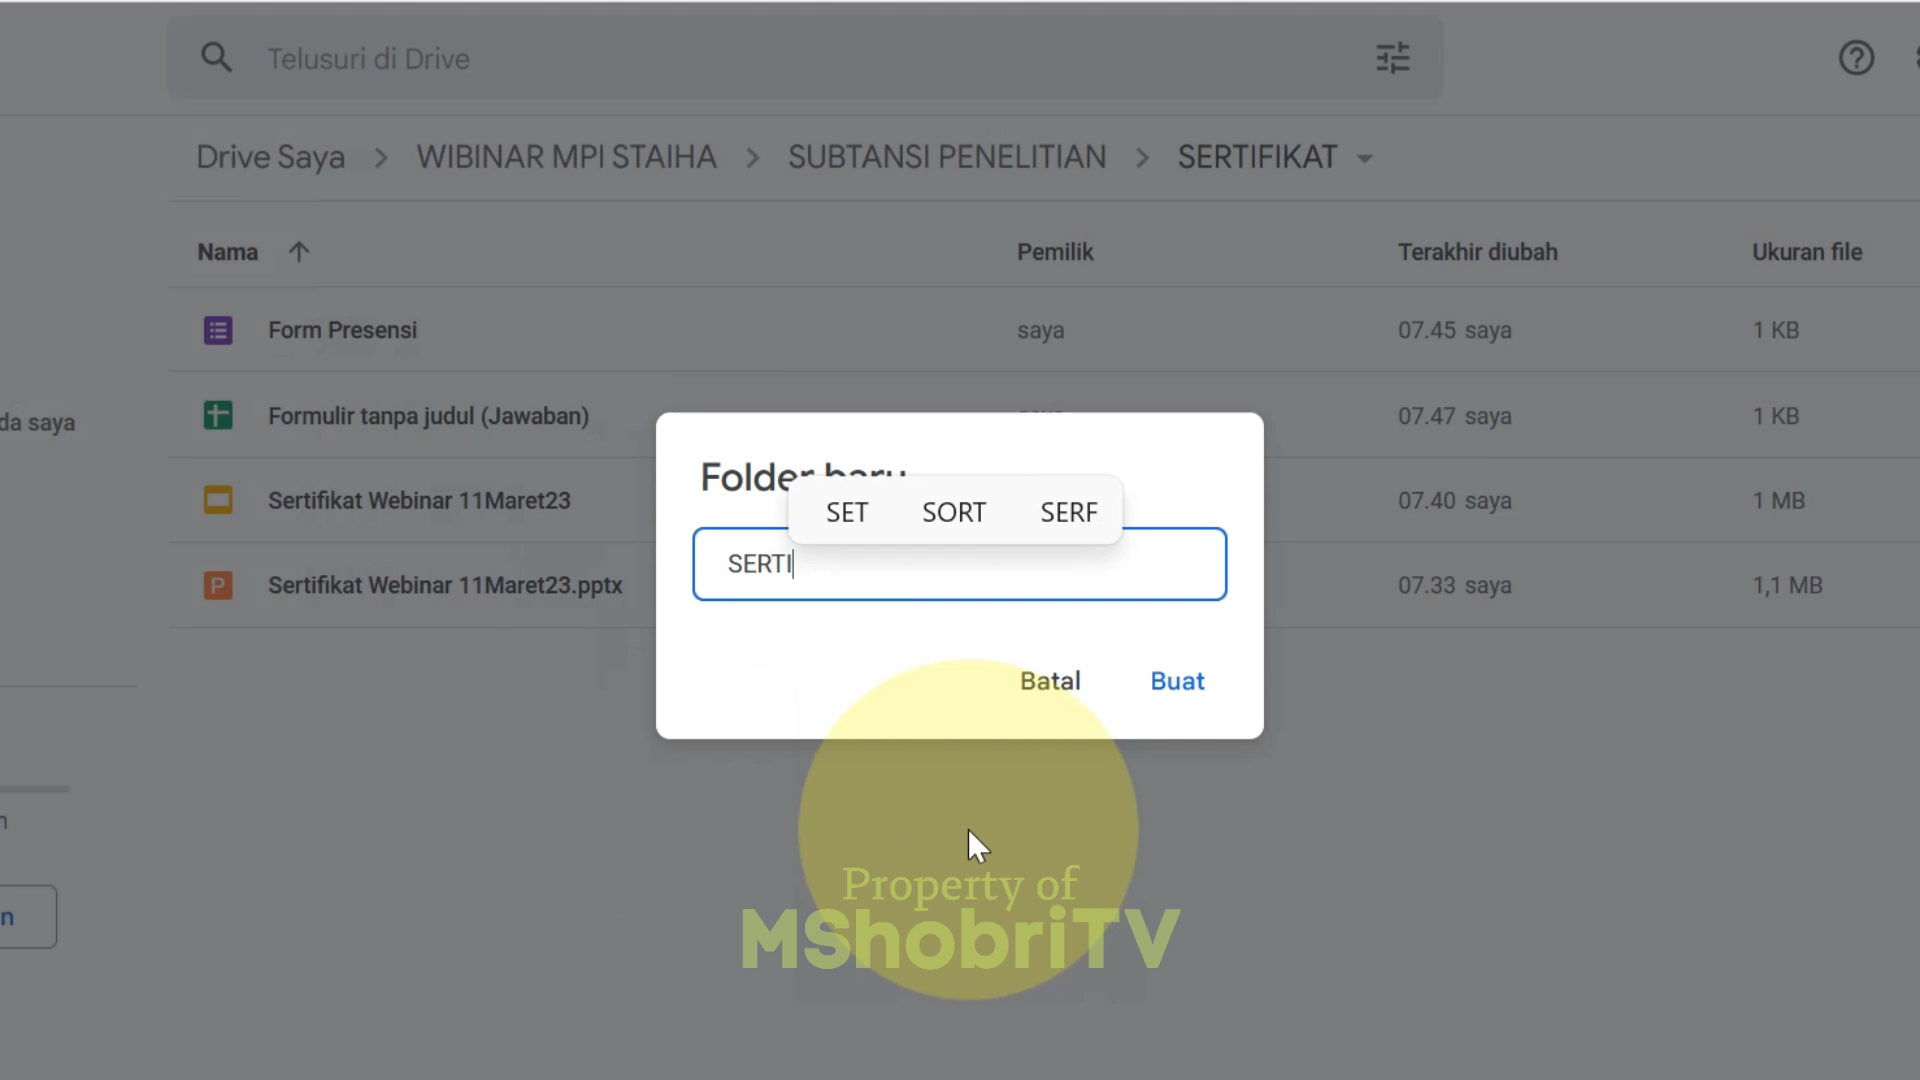 Telusuri di Drive
Drive Saya > WIBINAR MPI STAIHA > SUBTANSI PENELITIAN > SERTIFIKAT
Nama Pemilik Terakhir diubah Ukuran file
Form Presensi saya 07.45 saya 1 KB
Formulir tanpa judul (Jawaban) 07.47 saya 1 KB
da saya
Folder baru
Sertifikat Webinar 11Maret23 07.40 saya 1 MB
SET SORT SERF
SERTI
Sertifikat Webinar 11Maret23.pptx 07.33 saya 1,1 MB
Batal Buat
n
n
Property of
MShobriTV